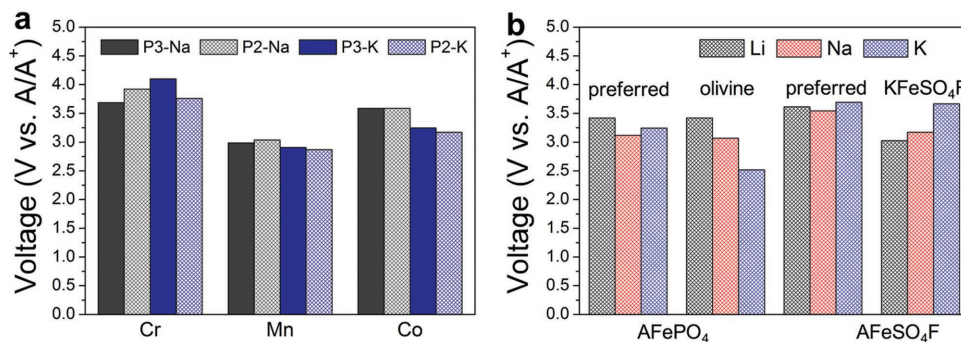 a
Voltage (V vs. A/A⁺)
5.0
4.5
4.0
3.5
3.0
2.5
2.0
1.5
1.0
0.5
0.0
P3-Na P2-Na P3-K P2-K
Cr Mn Co
b
Voltage (V vs. A/A⁺)
5.0
4.5
4.0
3.5
3.0
2.5
2.0
1.5
1.0
0.5
0.0
Li Na K
preferred olivine preferred KFeSO₄F
AFePO₄ AFeSO₄F